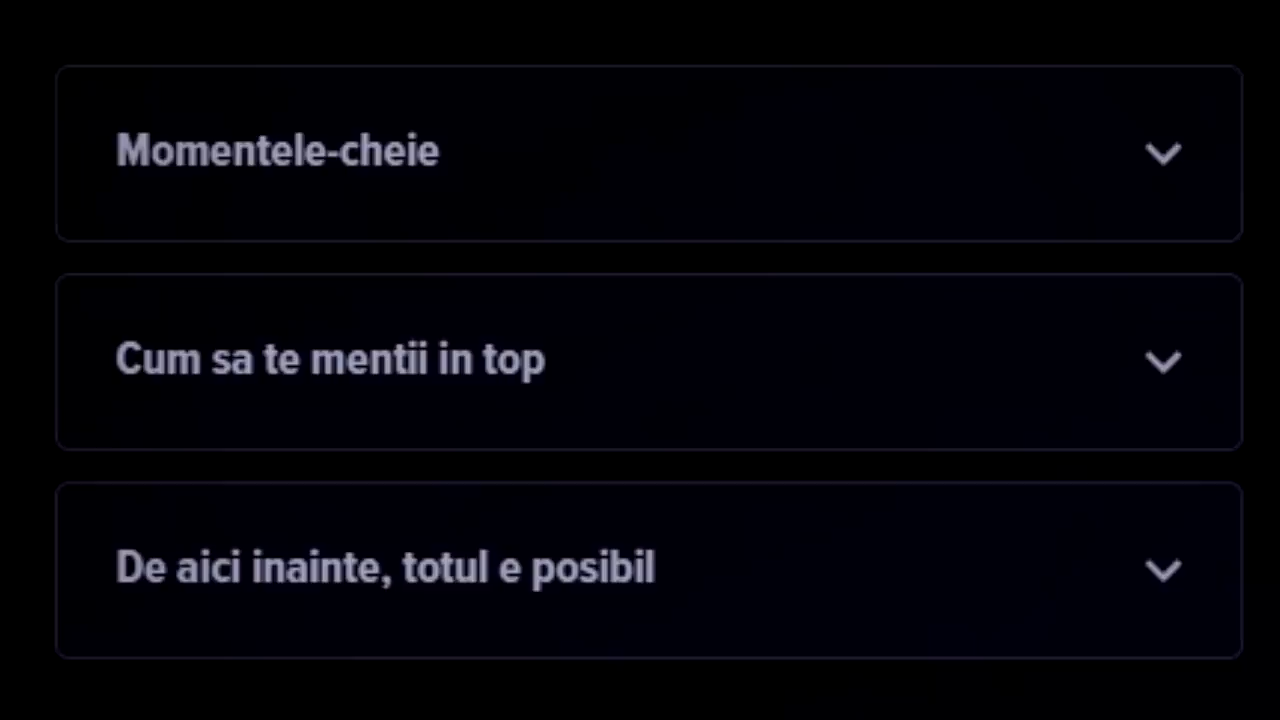 Momentele-cheie
Cum sa te mentii in top
De aici inainte, totul e posibil